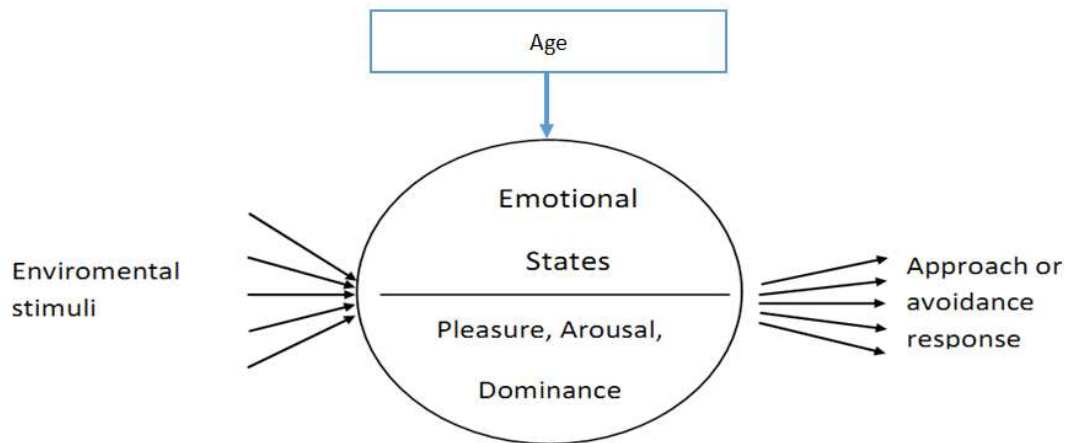 Age
Emotional
States
Pleasure, Arousal,
Dominance
Enviromental
stimuli
Approach or
avoidance
response